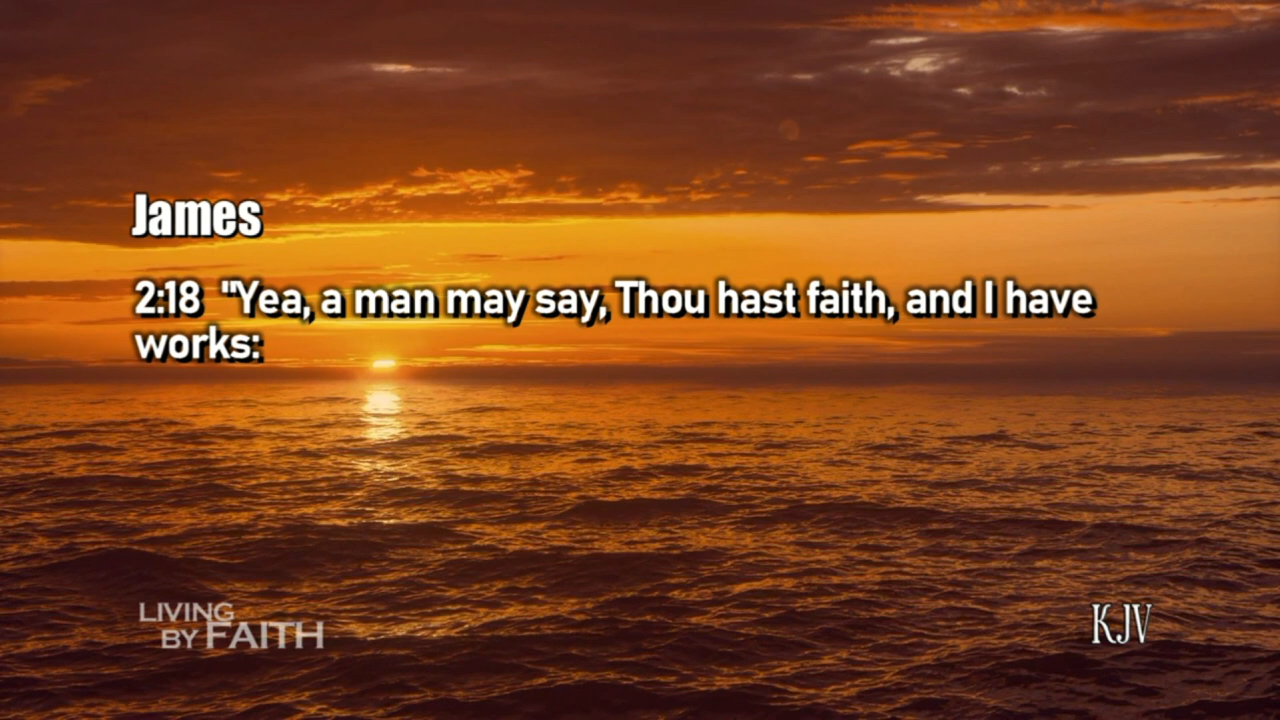 James
2:18 "Yea, a man may say, Thou hast faith, and I have
works:
LIVING
BY FAITH
KJV